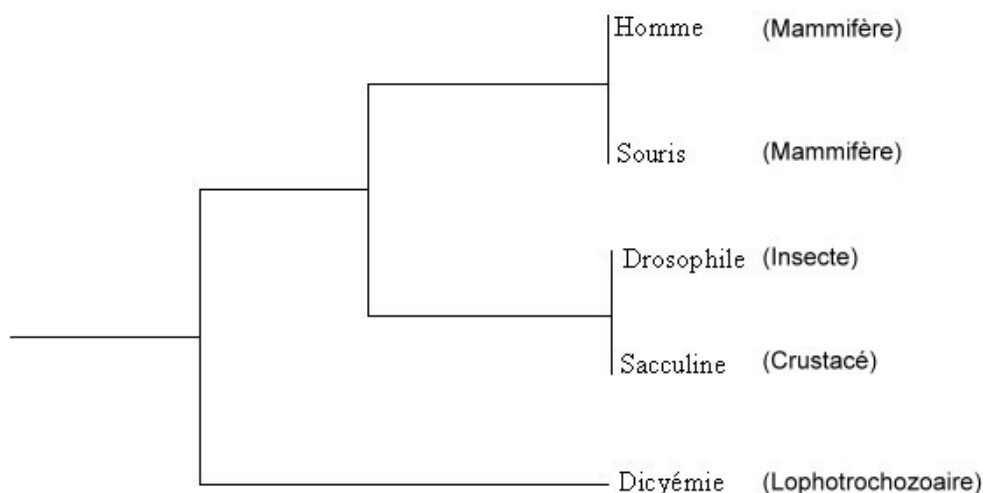 Homme (Mammifère)
Souris (Mammifère)
Drosophile (Insecte)
Sacculine (Crustacé)
Dicyémie (Lophotrochozoaire)